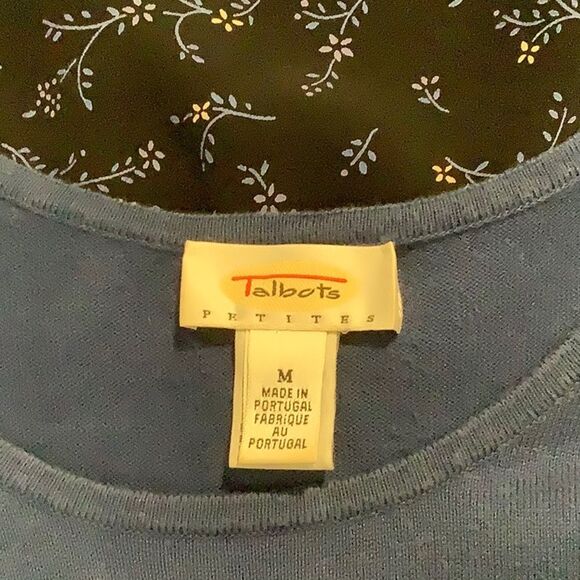 Talbots
PETITES
M
MADE IN
PORTUGAL
FABRIQUE
AU
PORTUGAL